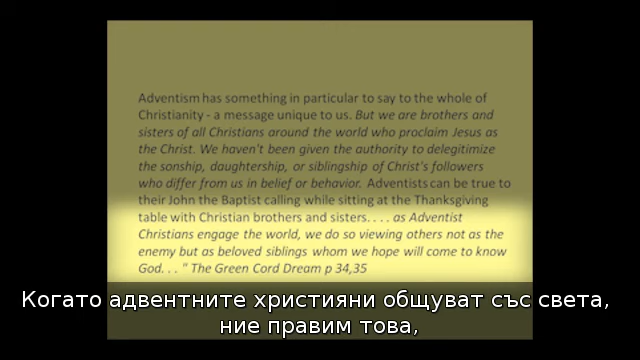 Adventism has something in particular to say to the whole of
Christianity - a message unique to us. But we are brothers and
sisters of all Christians around the world who proclaim Jesus as
the Christ. We haven't been given the authority to delegitimize
the sonship, daughtership, or siblingship of Christ's followers
who differ from us in belief or behavior. Adventists can be true to
their John the Baptist calling while sitting at the Thanksgiving
table with Christian brothers and sisters. . . . as Adventist
Christians engage the world, we do so viewing others not as the
enemy but as beloved siblings whom we hope will come to know
God. . . " The Green Cord Dream p 34,35
Когато адвентните християни общуват със света,
ние правим това,